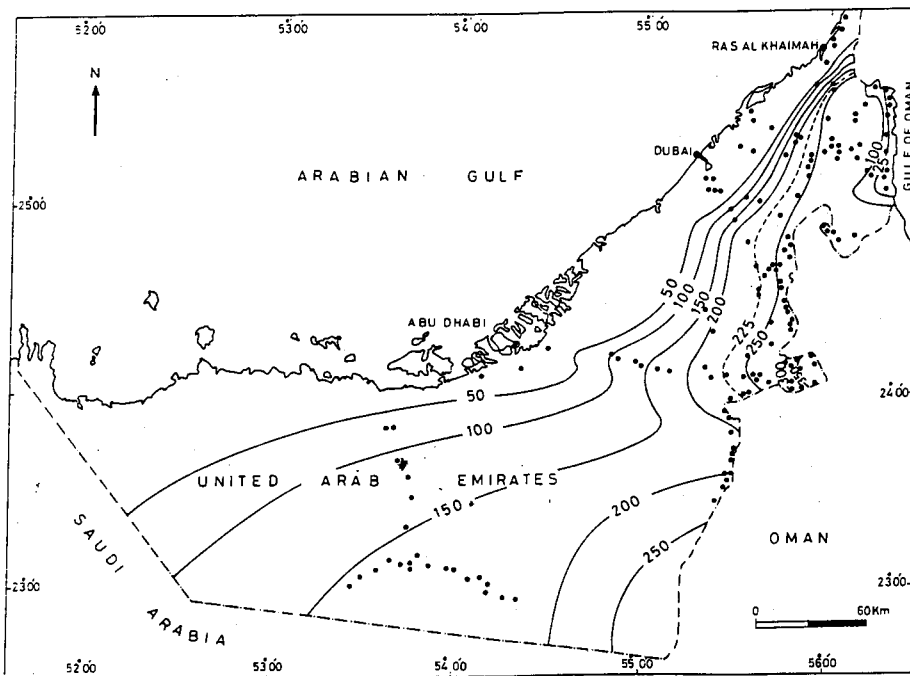 52°00' 53°00' 54°00' 55°00'
RAS AL KHAIMAH
N
GULF OF OMAN
DUBAI
100
25
ARABIAN GULF
25°00'
50
100
150
200
225
250
ABU DHABI
300
24°00'
50
100
UNITED ARAB EMIRATES
150
200
250
SAUDI ARABIA
OMAN
23°00' 23°00'
0 60Km
52°00' 53°00' 54°00' 55°00' 56°00'